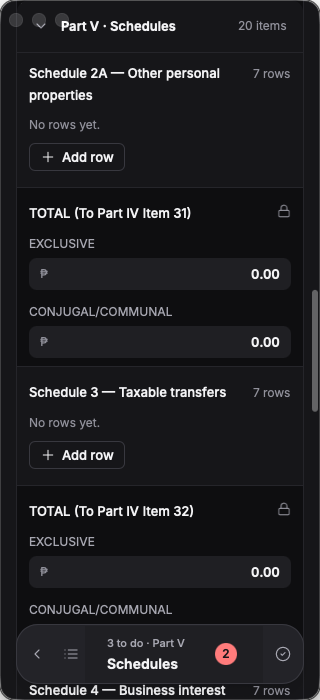 Part V · Schedules
20 items
Schedule 2A — Other personal
properties
7 rows
No rows yet.
+ Add row
TOTAL (To Part IV Item 31)
EXCLUSIVE
₱ 0.00
CONJUGAL/COMMUNAL
₱ 0.00
Schedule 3 — Taxable transfers
7 rows
No rows yet.
+ Add row
TOTAL (To Part IV Item 32)
EXCLUSIVE
₱ 0.00
CONJUGAL/COMMUNAL
3 to do · Part V
Schedules
2
Schedule 4 — Business interest
7 rows